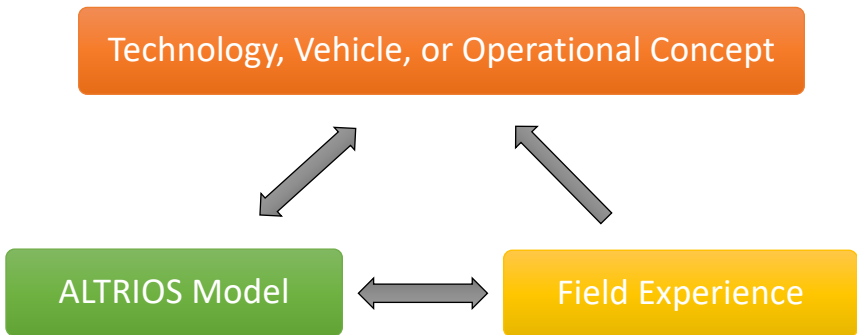 Technology, Vehicle, or Operational Concept
ALTRIOS Model
Field Experience